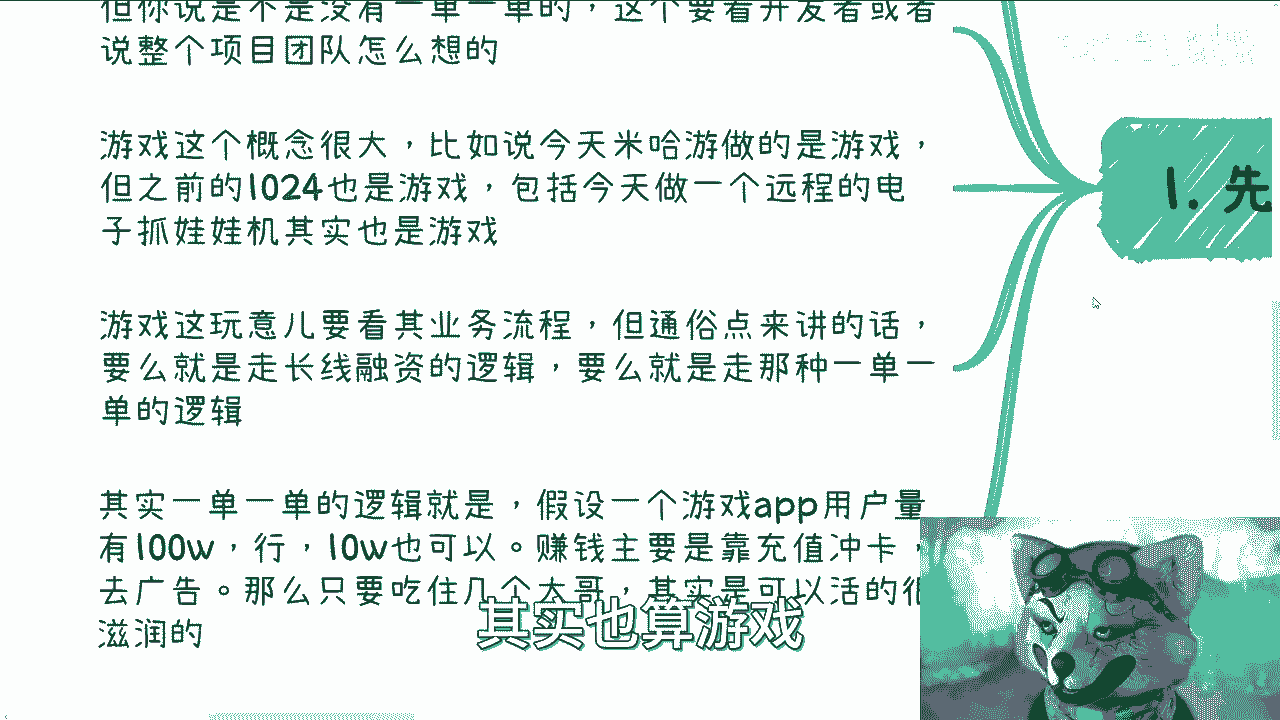 但你说是不是没有一单一单的，这个要看开发者或者
说整个项目团队怎么想的
游戏这个概念很大，比如说今天米哈游做的是游戏，
但之前的1024也是游戏，包括今天做一个远程的电
子抓娃娃机其实也是游戏
游戏这玩意儿要看其业务流程，但通俗点来讲的话，
要么就是走长线融资的逻辑，要么就是走那种一单一
单的逻辑
其实一单一单的逻辑就是，假设一个游戏app用户量
有100w，行，10w也可以。赚钱主要是靠充值冲卡，
去广告。那么只要吃住几个大哥，其实是可以活的很
滋润的
1. 先
其实也算游戏